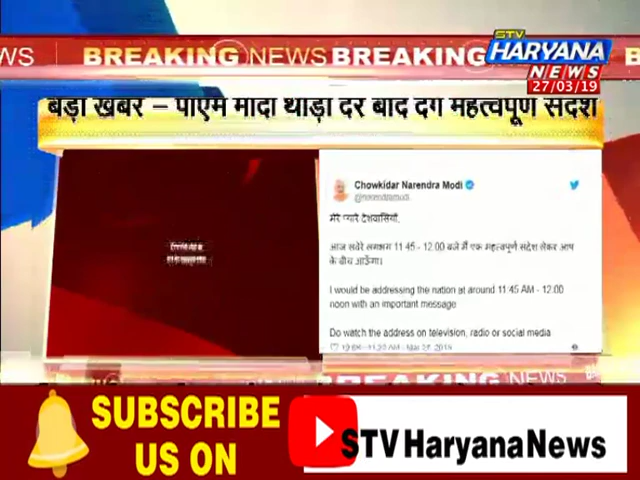 WS
BREAKING NEWS BREAKING
STV
HARYANA
NEWS
27/03/19
बड़ी खबर – पीएम मोदी थोड़ी देर बाद देंगे महत्वपूर्ण संदेश
Chowkidar Narendra Modi
@narendramodi
मेरे प्यारे देशवासियों,
आज सवेरे लगभग 11 45 - 12.00 बजे मैं एक महत्वपूर्ण संदेश लेकर आप
के बीच आऊँगा।
I would be addressing the nation at around 11:45 AM - 12.00
noon with an important message
Do watch the address on television, radio or social media
BREAKING NEWS
SUBSCRIBE
US ON
STV HaryanaNews